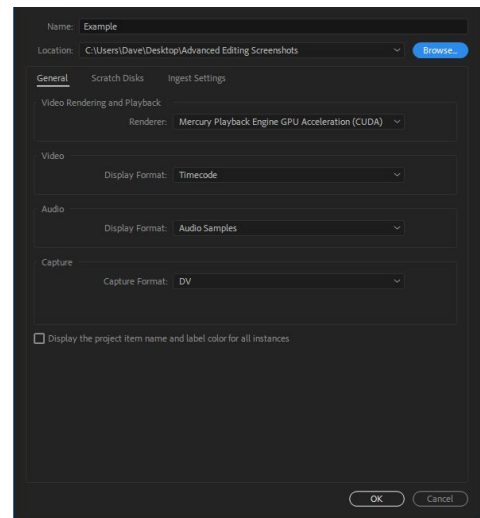 Name: Example
Location: C:\Users\Dave\Desktop\Advanced Editing Screenshots Browse...
General Scratch Disks Ingest Settings
Video Rendering and Playback
Renderer: Mercury Playback Engine GPU Acceleration (CUDA)
Video
Display Format: Timecode
Audio
Display Format: Audio Samples
Capture
Capture Format: DV
Display the project item name and label color for all instances
OK Cancel